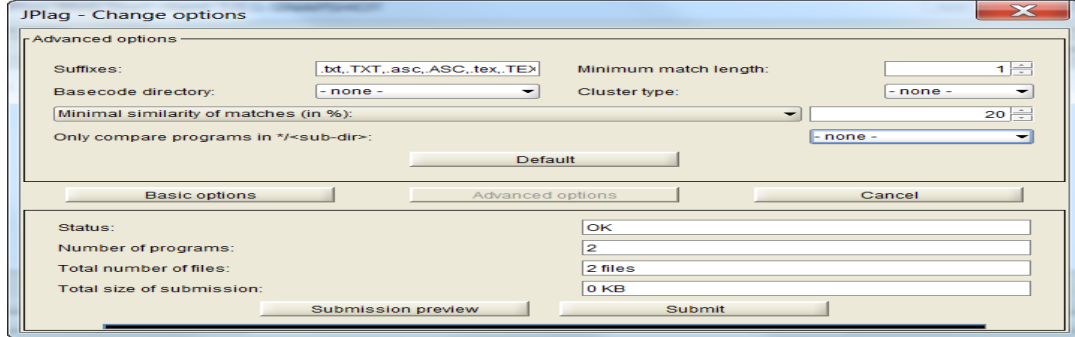 JPlag - Change options
Advanced options
Suffixes: .txt,.TXT,.asc,.ASC,.tex,.TEX Minimum match length: 1
Basecode directory: - none - Cluster type: - none -
Minimal similarity of matches (in %): 20
Only compare programs in */<sub-dir>: - none -
Default
Basic options Advanced options Cancel
Status: OK
Number of programs: 2
Total number of files: 2 files
Total size of submission: 0 KB
Submission preview Submit